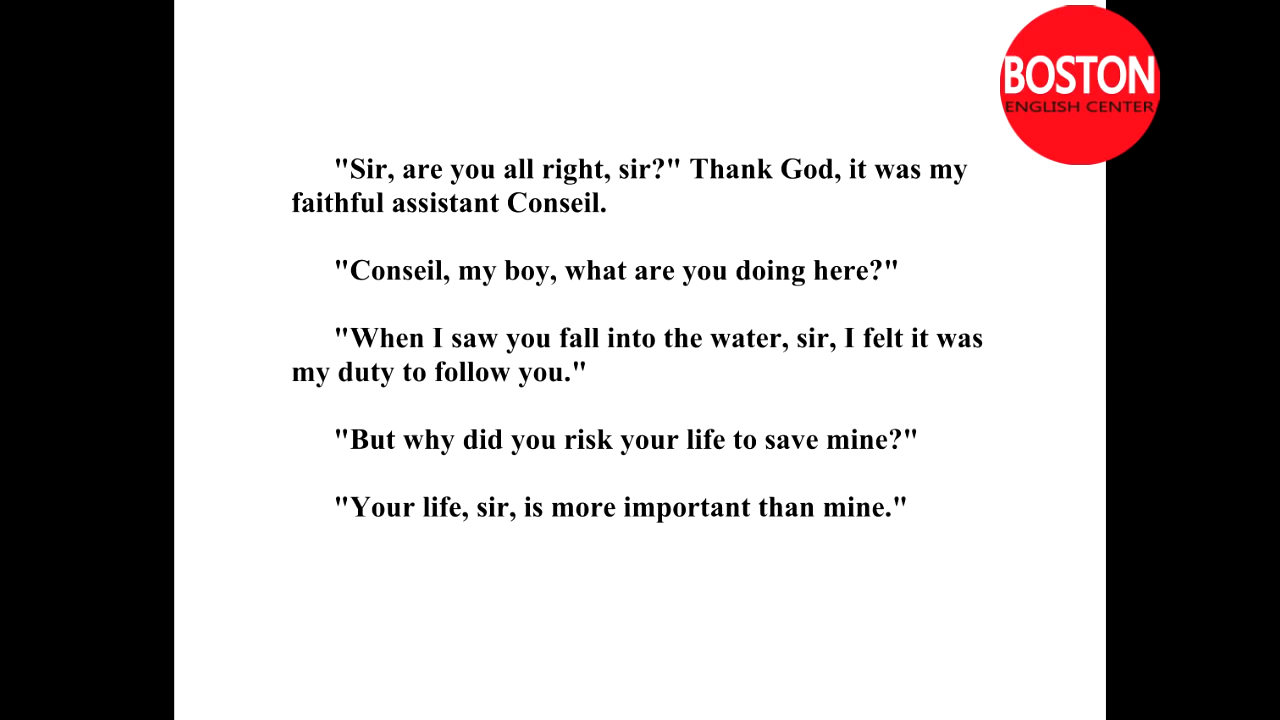 BOSTON
ENGLISH CENTER
"Sir, are you all right, sir?" Thank God, it was my
faithful assistant Conseil.
"Conseil, my boy, what are you doing here?"
"When I saw you fall into the water, sir, I felt it was
my duty to follow you."
"But why did you risk your life to save mine?"
"Your life, sir, is more important than mine."